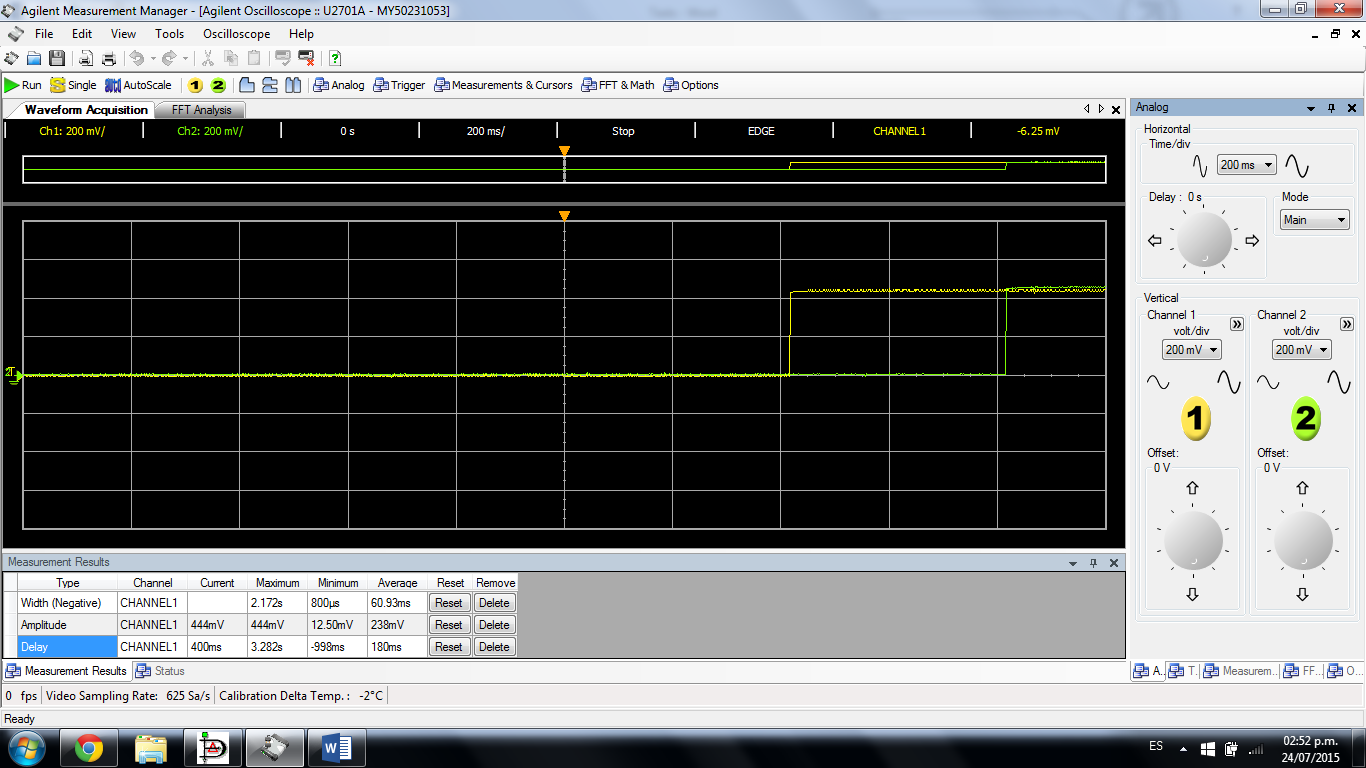 Agilent Measurement Manager - [Agilent Oscilloscope :: U2701A - MY50231053]
File Edit View Tools Oscilloscope Help
Run Single AutoScale 1 2 Analog Trigger Measurements & Cursors FFT & Math Options
Waveform Acquisition FFT Analysis
Analog
Ch1: 200 mV/ Ch2: 200 mV/ 0 s 200 ms/ Stop EDGE CHANNEL1 -6.25 mV
Horizontal
Time/div
200 ms
Delay : 0 s
Mode
Main
Vertical
Channel 1 Channel 2
volt/div volt/div
200 mV 200 mV
1 2
Offset: Offset:
0 V 0 V
Measurement Results
Type Channel Current Maximum Minimum Average Reset Remove
Width (Negative) CHANNEL1 2.172s 800µs 60.93ms Reset Delete
Amplitude CHANNEL1 444mV 444mV 12.50mV 238mV Reset Delete
Delay CHANNEL1 400ms 3.282s -998ms 180ms Reset Delete
Measurement Results Status
A.. T.. Measurem... FF... O...
0 fps Video Sampling Rate: 625 Sa/s Calibration Delta Temp. : -2°C
Ready
ES 02:52 p.m.
24/07/2015